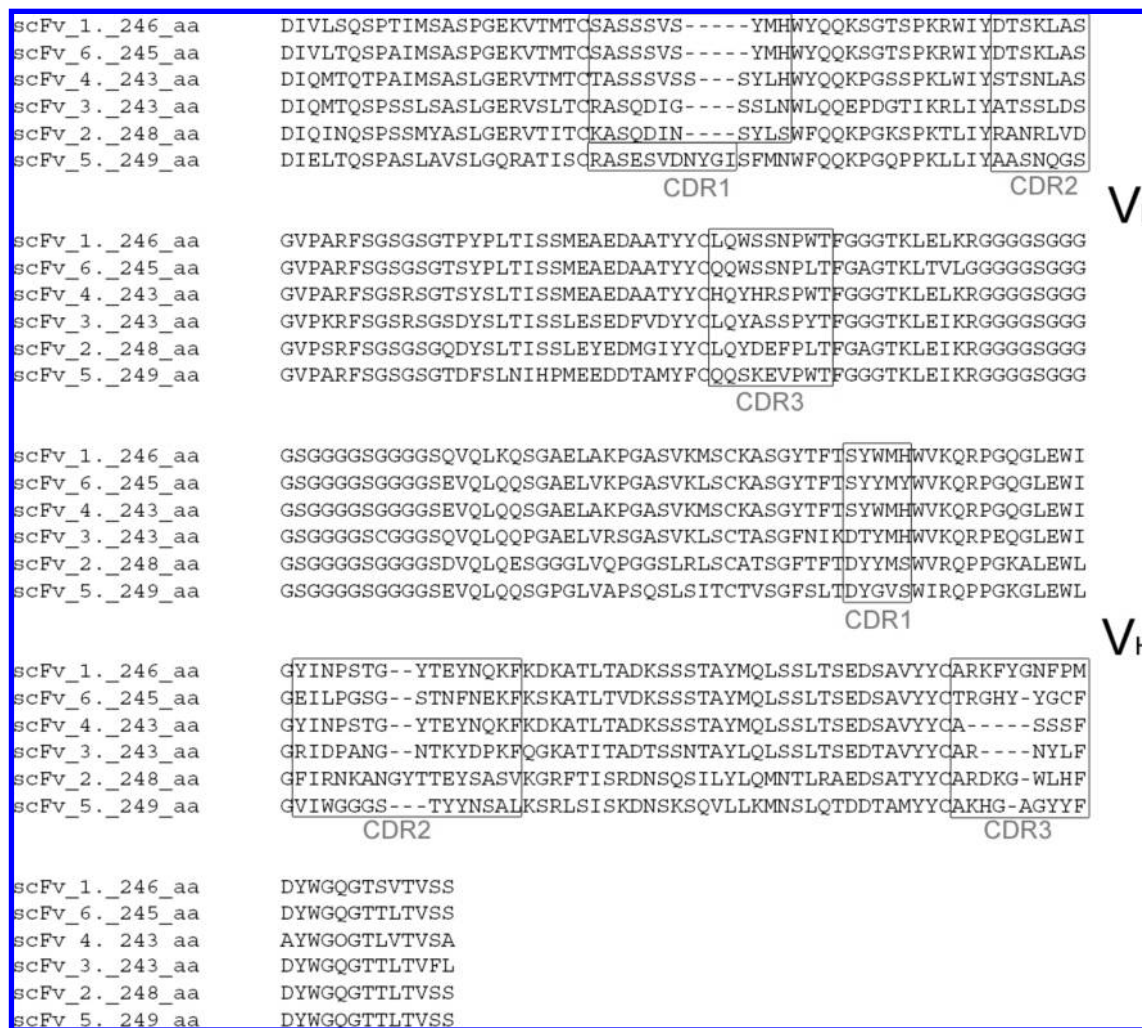 scFv_1._246_aa DIVLSQSPTIMSASPGEKVTMTCSASSSVS-----YMHWYQQKSGTSPKRWIYDTSKLAS
scFv_6._245_aa DIVLTQSPAIMSASPGEKVTMTCSASSSVS-----YMHWYQQKSGTSPKRWIYDTSKLAS
scFv_4._243_aa DIQMTQTPAIMSASLGERVTMTCTASSSVSS----SYLHWYQQKPGSSPKLWIYSTSNLAS
scFv_3._243_aa DIQMTQSPSSLSASLGERVSLTCRASQDIG----SSLNWLQQEPDGTIKRLIYATSSLDS
scFv_2._248_aa DIQINQSPSSMYASLGERVTITCKASQDIN----SYLSWFQQKPGKSPKTLIYRANRLVD
scFv_5._249_aa DIELTQSPASLAVSLGQRATISCRASESVDNYGISFMNWFQQKPGQPPKLLIYAASNQGS
CDR1 CDR2
V
scFv_1._246_aa GVPARFSGSGSGTPYPLTISSMEAEDAATYYCLQWSSNPWTFGGGTKLELKRGGGGSGGG
scFv_6._245_aa GVPARFSGSGSGTSYPLTISSMEAEDAATYYCQQWSSNPLTFGAGTKLTVLGGGGGSGGG
scFv_4._243_aa GVPARFSGSRSGTSYSLTISSMEAEDAATYYCHQYHRSPWTFGGGTKLELKRGGGGSGGG
scFv_3._243_aa GVPKRFSGSRSGSDYSLTISSLESEDFVDYYCLQYASSPYTFGGGTKLEIKRGGGGSGGG
scFv_2._248_aa GVPSRFSGSGSGQDYSLTISSLEYEDMGIYYCLQYDEFPLTFGAGTKLEIKRGGGGSGGG
scFv_5._249_aa GVPARFSGSGSGTDFSLNIHPMEEDDTAMYFCQQSKEVPWTFGGGTKLEIKRGGGGSGGG
CDR3
scFv_1._246_aa GSGGGGSGGGGSQVQLKQSGAELAKPGASVKMSCKASGYTFTSYWMHWVKQRPGQGLEWI
scFv_6._245_aa GSGGGGSGGGGSEVQLQQSGAELVKPGASVKLSCKASGYTFTSYYMYWVKQRPGQGLEWI
scFv_4._243_aa GSGGGGSGGGGSEVQLQQSGAELAKPGASVKMSCKASGYTFTSYWMHWVKQRPGQGLEWI
scFv_3._243_aa GSGGGGSCGGGSQVQLQQPGAELVRSGASVKLSCTASGFNIKDTYMHWVKQRPEQGLEWI
scFv_2._248_aa GSGGGGSGGGGSDVQLQESGGGLVQPGGSLRLSCATSGFTFTDYYMSWVRQPPGKALEWL
scFv_5._249_aa GSGGGGSGGGGSEVQLQQSGPGLVAPSQSLSITCTVSGFSLTDYGVSWIRQPPGKGLEWL
CDR1
VH
scFv_1._246_aa GYINPSTG--YTEYNQKFKDKATLTADKSSSTAYMQLSSLTSEDSAVYYCARKFYGNFPM
scFv_6._245_aa GEILPGSG--STNFNEKFKSKATLTVDKSSSTAYMQLSSLTSEDSAVYYCTRGHY-YGCF
scFv_4._243_aa GYINPSTG--YTEYNQKFKDKATLTADKSSSTAYMQLSSLTSEDSAVYYCA-----SSSF
scFv_3._243_aa GRIDPANG--NTKYDPKFQGKATITADTSSNTAYLQLSSLTSEDTAVYYCAR----NYLF
scFv_2._248_aa GFIRNKANGYTTEYSASVKGRFTISRDNSQSILYLQMNTLRAEDSATYYCARDKG-WLHF
scFv_5._249_aa GVIWGGGS---TYYNSALKSRLSISKDNSKSQVLLKMNSLQTDDTAMYYCAKHG-AGYYF
CDR2 CDR3
scFv_1._246_aa DYWGQGTSVTVSS
scFv_6._245_aa DYWGQGTTLTVSS
scFv_4._243_aa AYWGQGTLVTVSA
scFv_3._243_aa DYWGQGTTLTVFL
scFv_2._248_aa DYWGQGTTLTVSS
scFv_5._249_aa DYWGQGTTLTVSS